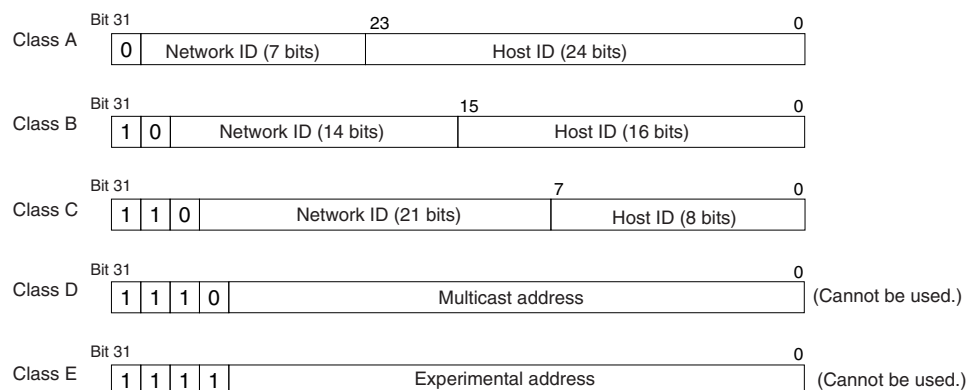 Bit 31 23 0
Class A 0 Network ID (7 bits) Host ID (24 bits)
Bit 31 15 0
Class B 1 0 Network ID (14 bits) Host ID (16 bits)
Bit 31 7 0
Class C 1 1 0 Network ID (21 bits) Host ID (8 bits)
Bit 31 0
Class D 1 1 1 0 Multicast address (Cannot be used.)
Bit 31 0
Class E 1 1 1 1 Experimental address (Cannot be used.)